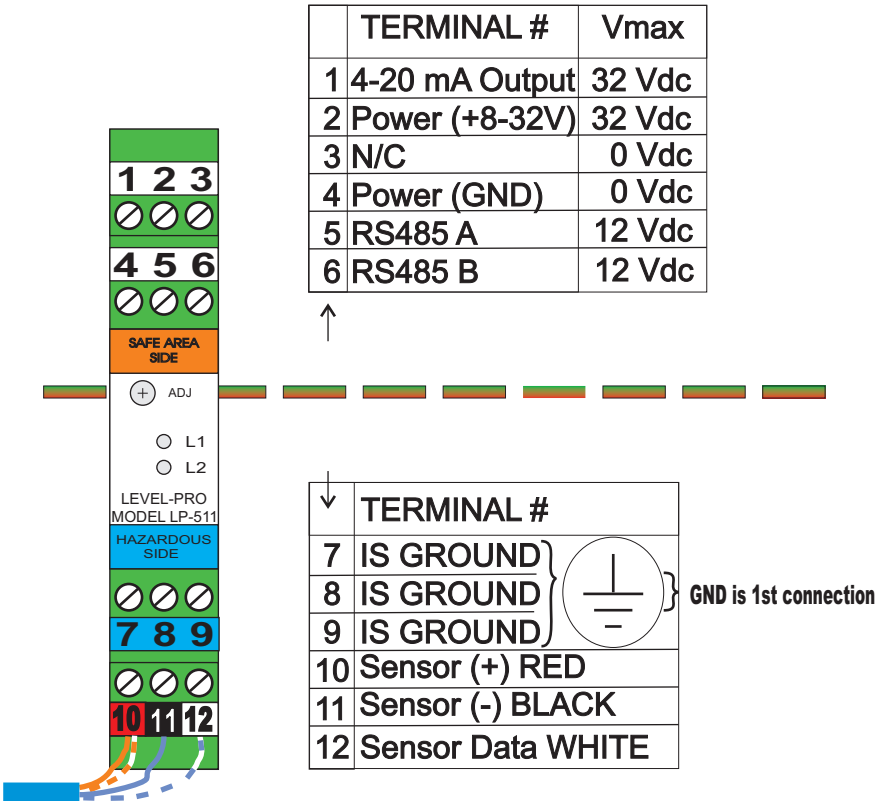 TERMINAL # Vmax
1 4-20 mA Output 32 Vdc
2 Power (+8-32V) 32 Vdc
3 N/C 0 Vdc
4 Power (GND) 0 Vdc
5 RS485 A 12 Vdc
6 RS485 B 12 Vdc
1 2 3
4 5 6
SAFE AREA
SIDE
ADJ
L1
L2
LEVEL-PRO
MODEL LP-511
HAZARDOUS
SIDE
7 8 9
10 11 12
TERMINAL #
7 IS GROUND
8 IS GROUND
9 IS GROUND
GND is 1st connection
10 Sensor (+) RED
11 Sensor (-) BLACK
12 Sensor Data WHITE